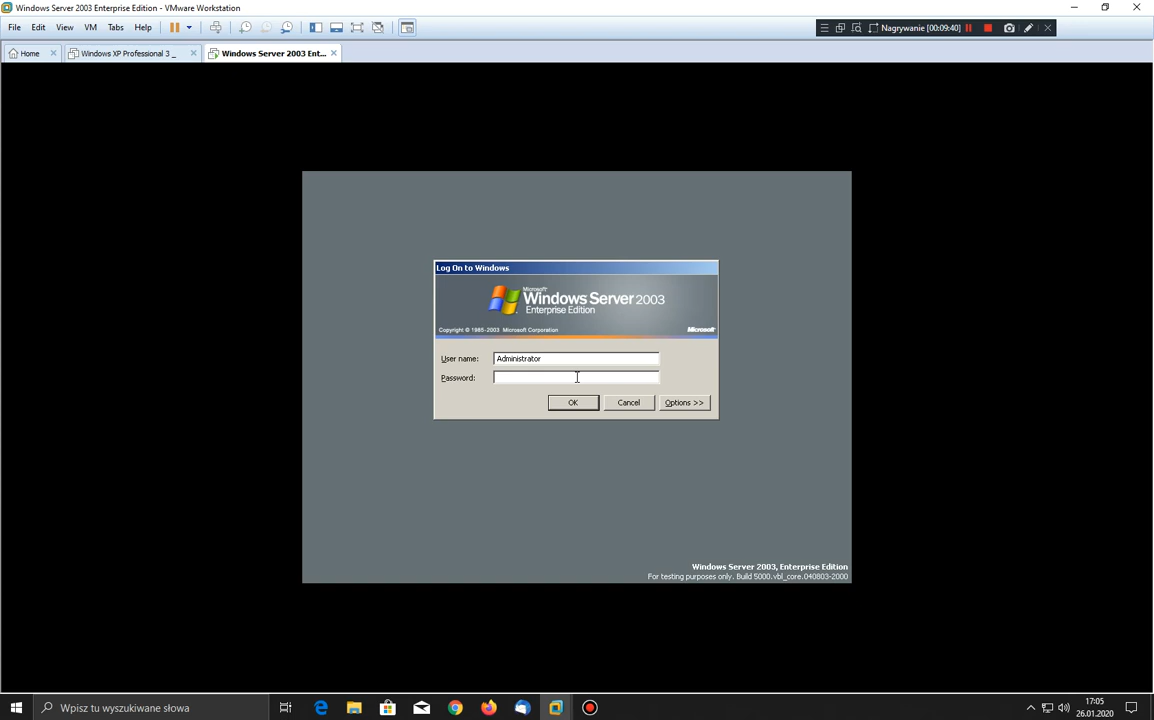 Windows Server 2003 Enterprise Edition - VMware Workstation
File Edit View VM Tabs Help
Nagrywanie [00:09:40]
Home Windows XP Professional 3 _ Windows Server 2003 Ent...
Log On to Windows
Microsoft
Windows Server 2003
Enterprise Edition
Copyright © 1985-2003 Microsoft Corporation Microsoft
User name: Administrator
Password:
OK Cancel Options >>
Windows Server 2003, Enterprise Edition
For testing purposes only. Build 5000.vbl_core.040803-2000
Wpisz tu wyszukiwane słowa
17:05
26.01.2020